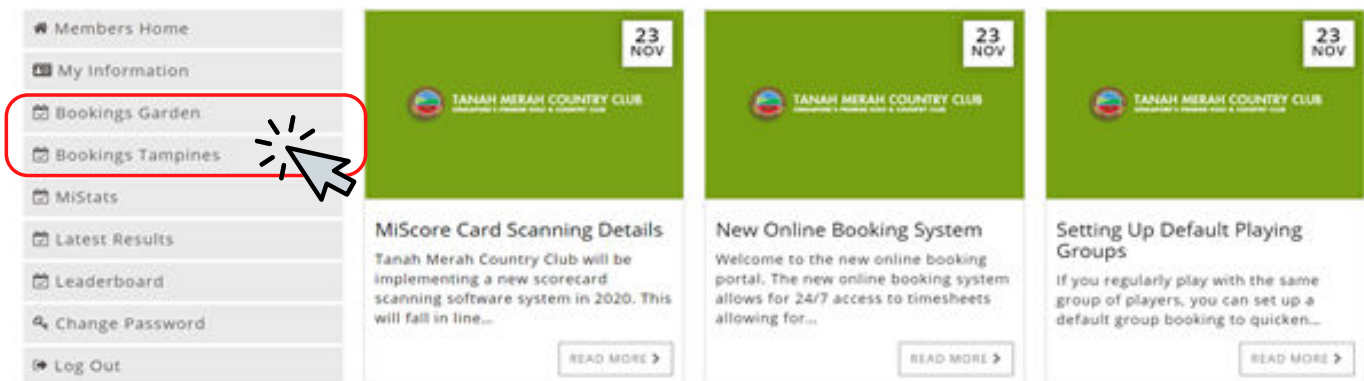 Members Home
My Information
Bookings Garden
Bookings Tampines
MiStats
Latest Results
Leaderboard
Change Password
Log Out
23
NOV
TANAH MERAH COUNTRY CLUB
MiScore Card Scanning Details
Tanah Merah Country Club will be
implementing a new scorecard
scanning software system in 2020. This
will fall in line...
READ MORE
23
NOV
TANAH MERAH COUNTRY CLUB
New Online Booking System
Welcome to the new online booking
portal. The new online booking system
allows for 24/7 access to timesheets
allowing for...
READ MORE
23
NOV
TANAH MERAH COUNTRY CLUB
Setting Up Default Playing
Groups
If you regularly play with the same
group of players, you can set up a
default group booking to quicken...
READ MORE